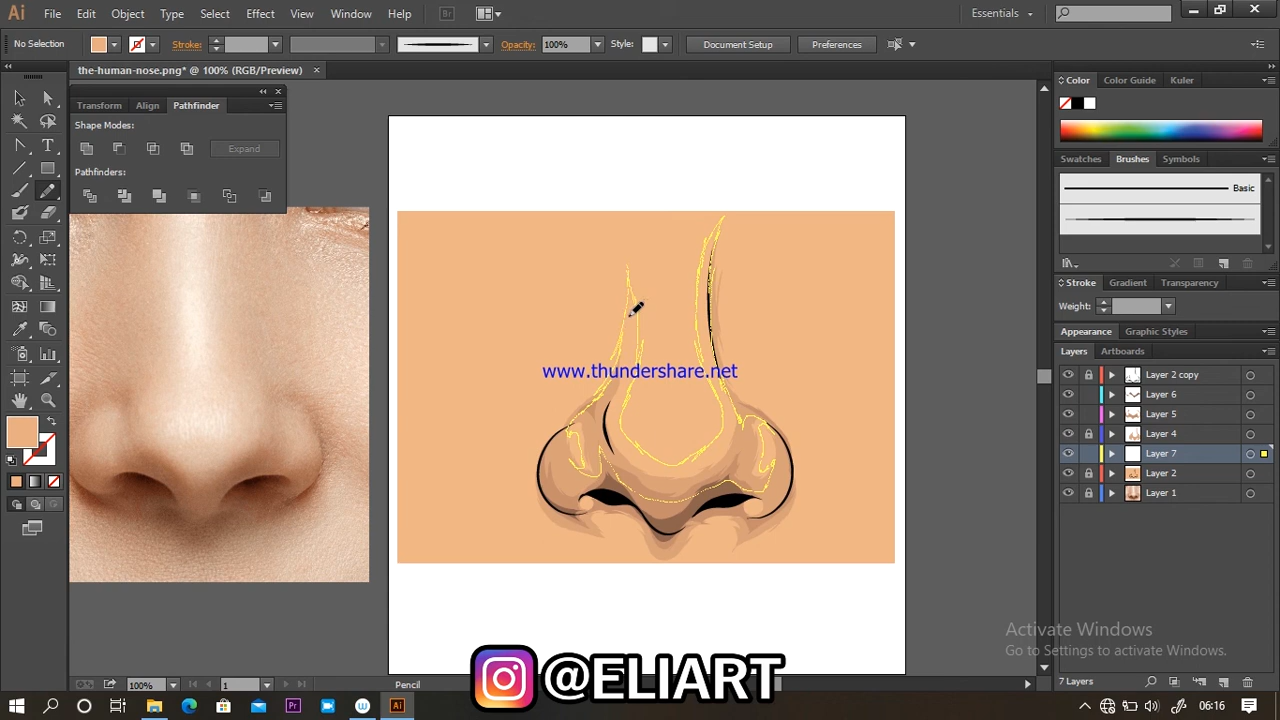 Ai File Edit Object Type Select Effect View Window Help Br Essentials
No Selection Stroke: Opacity: 100% Style: Document Setup Preferences
the-human-nose.png* @ 100% (RGB/Preview) ×
Transform Align Pathfinder
Shape Modes:
Expand
Pathfinders:
Color Color Guide Kuler
Swatches Brushes Symbols
Basic
Stroke Gradient Transparency
Weight:
Appearance Graphic Styles
Layers Artboards
Layer 2 copy
Layer 6
Layer 5
Layer 4
Layer 7
Layer 2
Layer 1
www.thundershare.net
Activate Windows
Go to Settings to activate Windows.
@ELIART
100% 1 Pencil 7 Layers
Pr Ai 06:16